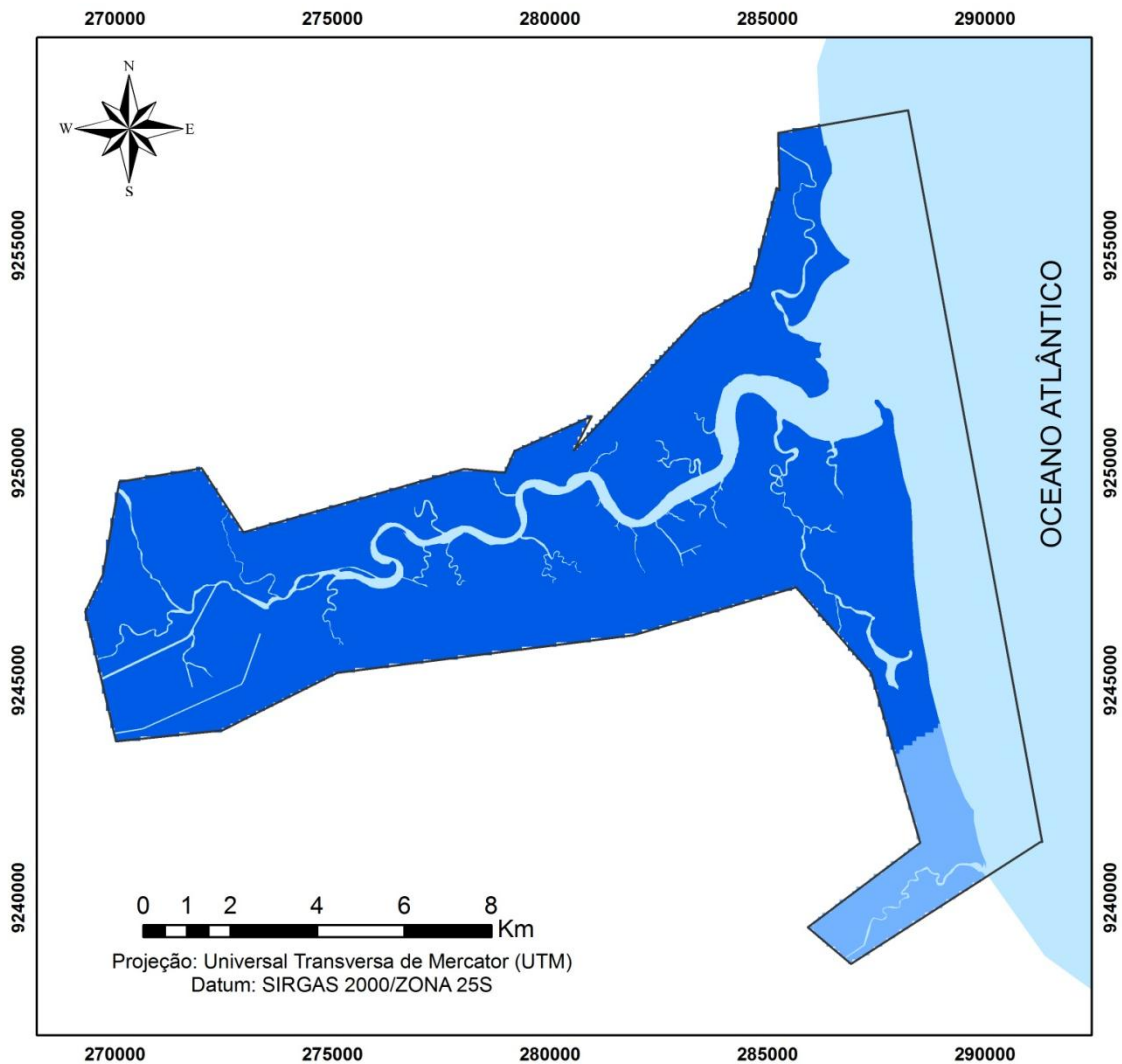 270000 275000 280000 285000 290000
N
W E
S
9255000 9255000
OCEANO ATLÂNTICO
9250000 9250000
9245000 9245000
9240000 9240000
0 1 2 4 6 8
Km
Projeção: Universal Transversa de Mercator (UTM)
Datum: SIRGAS 2000/ZONA 25S
270000 275000 280000 285000 290000